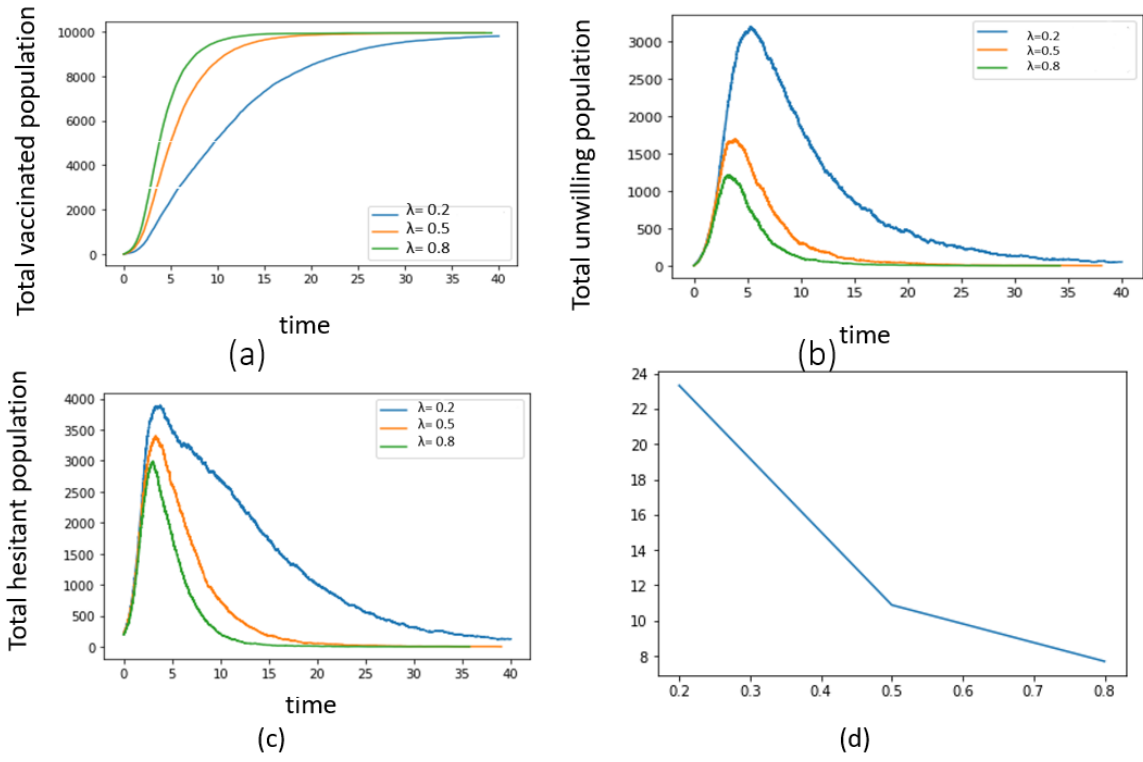 Total vaccinated population
10000
8000
6000
4000
2000
0
λ= 0.2
λ= 0.5
λ= 0.8
0 5 10 15 20 25 30 35 40
time
(a)
Total unwilling population
3000
2500
2000
1500
1000
500
0
λ=0.2
λ=0.5
λ=0.8
0 5 10 15 20 25 30 35 40
time
(b)
Total hesitant population
4000
3500
3000
2500
2000
1500
1000
500
0
λ= 0.2
λ= 0.5
λ= 0.8
0 5 10 15 20 25 30 35 40
time
(c)
24
22
20
18
16
14
12
10
8
0.2 0.3 0.4 0.5 0.6 0.7 0.8
(d)